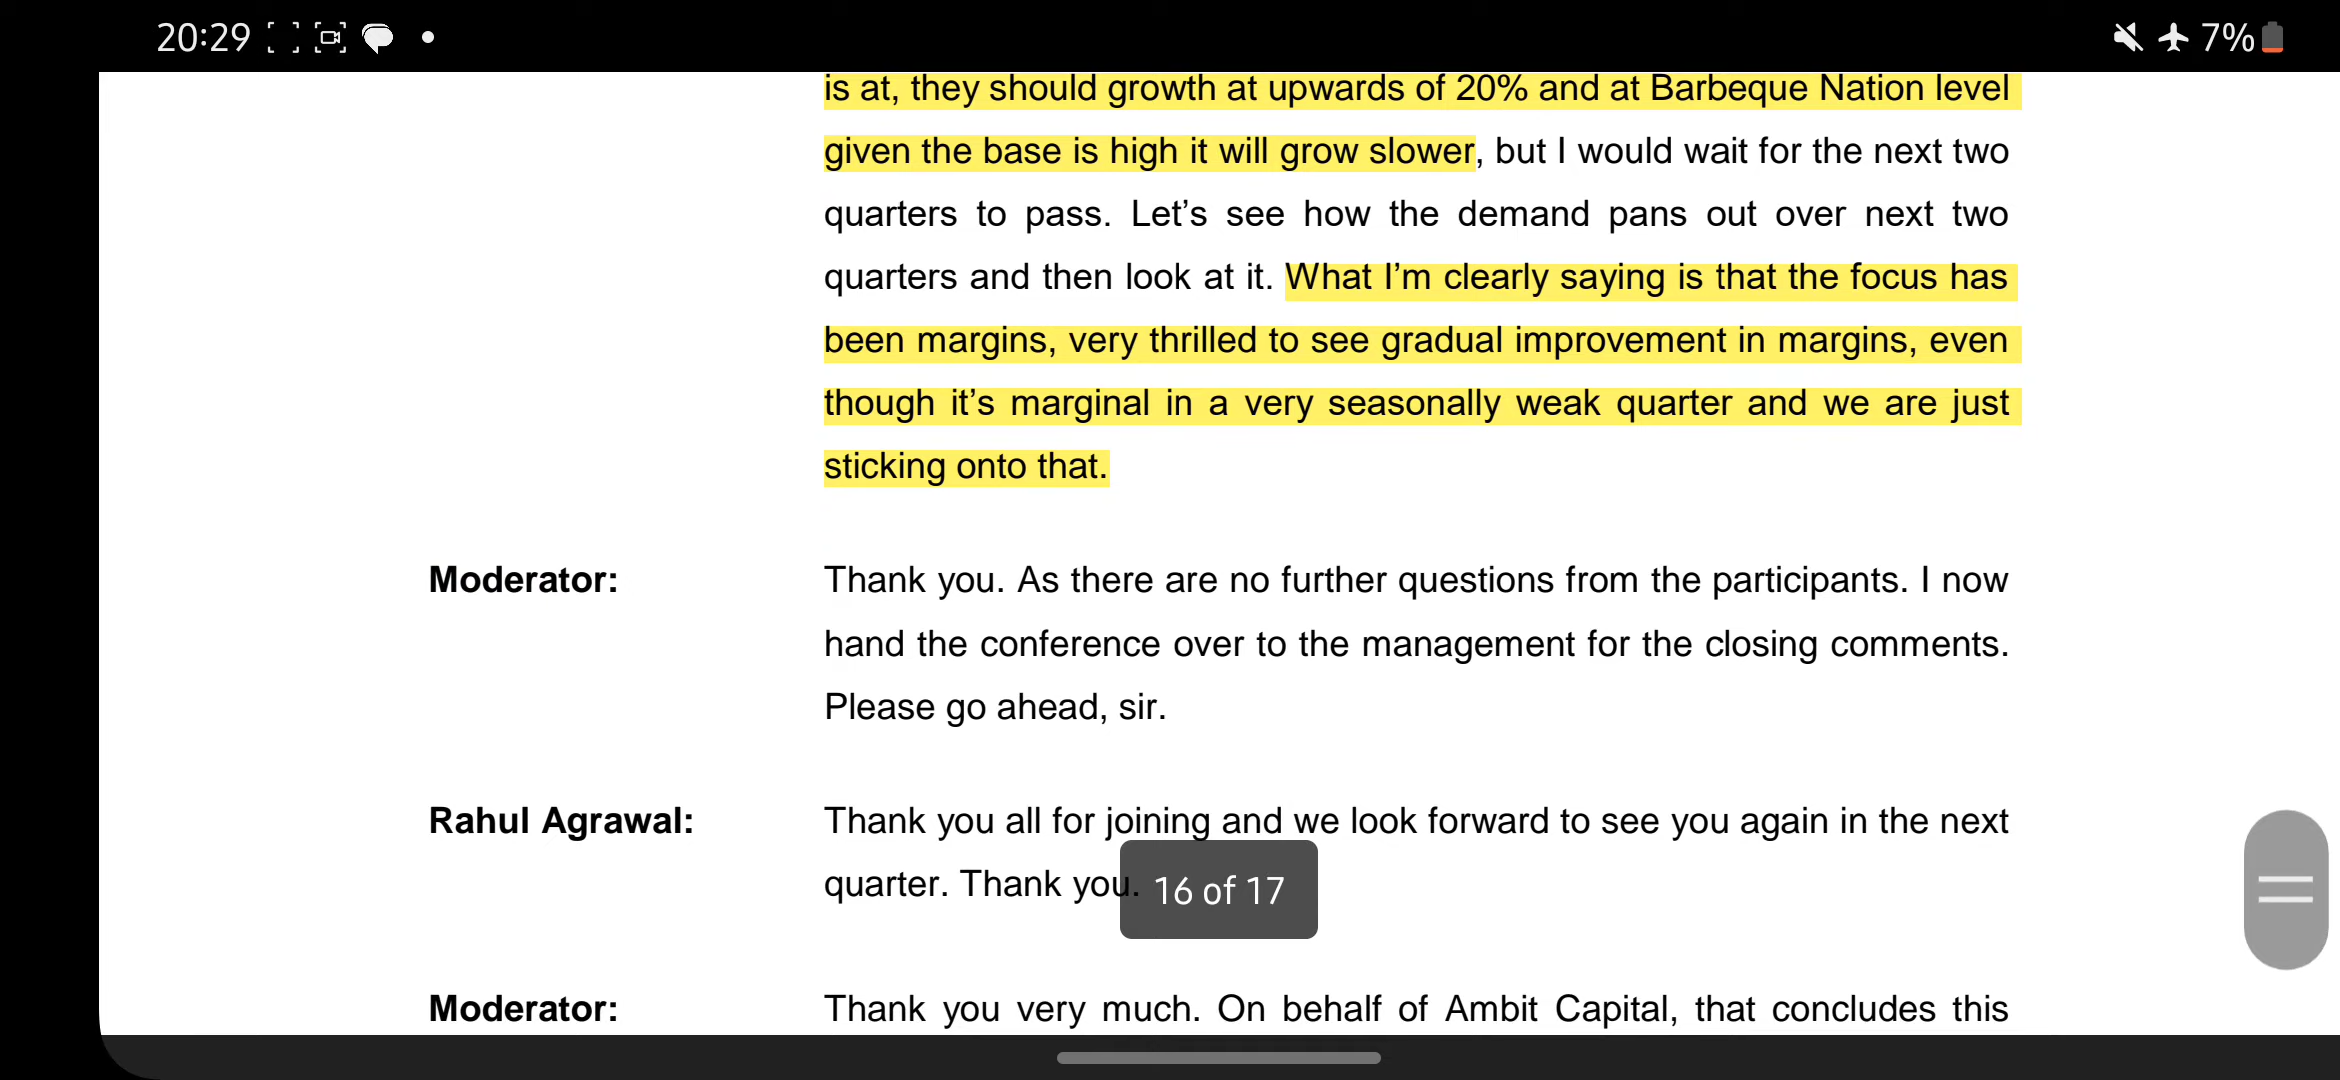 20:29
7%
is at, they should growth at upwards of 20% and at Barbeque Nation level
given the base is high it will grow slower, but I would wait for the next two
quarters to pass. Let’s see how the demand pans out over next two
quarters and then look at it. What I’m clearly saying is that the focus has
been margins, very thrilled to see gradual improvement in margins, even
though it’s marginal in a very seasonally weak quarter and we are just
sticking onto that.
Moderator: Thank you. As there are no further questions from the participants. I now
hand the conference over to the management for the closing comments.
Please go ahead, sir.
Rahul Agrawal: Thank you all for joining and we look forward to see you again in the next
quarter. Thank you.
16 of 17
Moderator: Thank you very much. On behalf of Ambit Capital, that concludes this